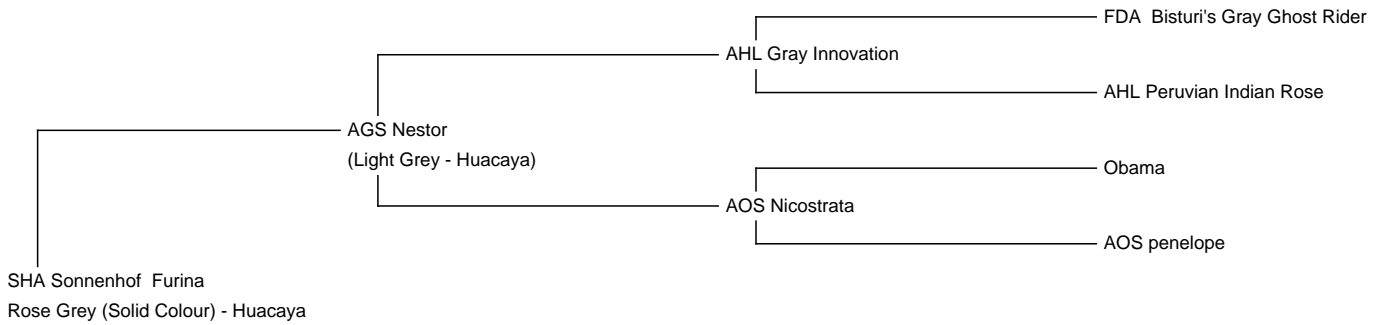 FDA  Bisturi's Gray Ghost Rider
AHL Gray Innovation
AHL Peruvian Indian Rose
AGS Nestor
(Light Grey - Huacaya)
Obama
AOS Nicostrata
AOS penelope
SHA Sonnenhof  Furina
Rose Grey (Solid Colour) - Huacaya